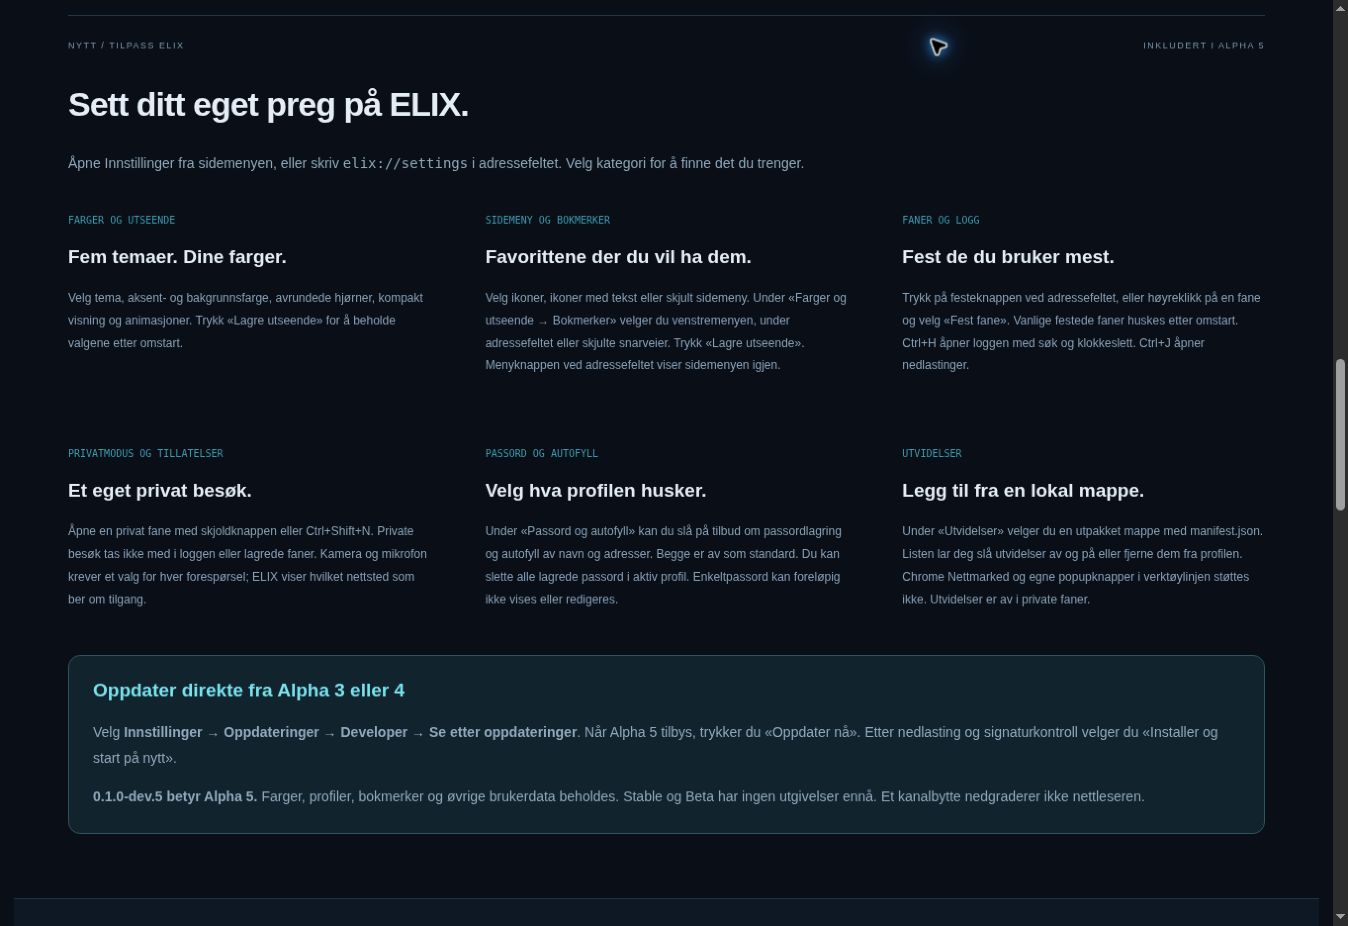 NYTT / TILPASS ELIX
INKLUDERT I ALPHA 5
Sett ditt eget preg på ELIX.
Åpne Innstillinger fra sidemenyen, eller skriv elix://settings i adressefeltet. Velg kategori for å finne det du trenger.
FARGER OG UTSEENDE
Fem temaer. Dine farger.
Velg tema, aksent- og bakgrunnsfarge, avrundede hjørner, kompakt
visning og animasjoner. Trykk «Lagre utseende» for å beholde
valgene etter omstart.
SIDEMENY OG BOKMERKER
Favorittene der du vil ha dem.
Velg ikoner, ikoner med tekst eller skjult sidemeny. Under «Farger og
utseende → Bokmerker» velger du venstremenyen, under
adressefeltet eller skjulte snarveier. Trykk «Lagre utseende».
Menyknappen ved adressefeltet viser sidemenyen igjen.
FANER OG LOGG
Fest de du bruker mest.
Trykk på festeknappen ved adressefeltet, eller høyreklikk på en fane
og velg «Fest fane». Vanlige festede faner huskes etter omstart.
Ctrl+H åpner loggen med søk og klokkeslett. Ctrl+J åpner
nedlastinger.
PRIVATMODUS OG TILLATELSER
Et eget privat besøk.
Åpne en privat fane med skjoldknappen eller Ctrl+Shift+N. Private
besøk tas ikke med i loggen eller lagrede faner. Kamera og mikrofon
krever et valg for hver forespørsel; ELIX viser hvilket nettsted som
ber om tilgang.
PASSORD OG AUTOFYLL
Velg hva profilen husker.
Under «Passord og autofyll» kan du slå på tilbud om passordlagring
og autofyll av navn og adresser. Begge er av som standard. Du kan
slette alle lagrede passord i aktiv profil. Enkeltpassord kan foreløpig
ikke vises eller redigeres.
UTVIDELSER
Legg til fra en lokal mappe.
Under «Utvidelser» velger du en utpakket mappe med manifest.json.
Listen lar deg slå utvidelser av og på eller fjerne dem fra profilen.
Chrome Nettmarked og egne popupknapper i verktøylinjen støttes
ikke. Utvidelser er av i private faner.
Oppdater direkte fra Alpha 3 eller 4
Velg Innstillinger → Oppdateringer → Developer → Se etter oppdateringer. Når Alpha 5 tilbys, trykker du «Oppdater nå». Etter nedlasting og signaturkontroll velger du «Installer og
start på nytt».
0.1.0-dev.5 betyr Alpha 5. Farger, profiler, bokmerker og øvrige brukerdata beholdes. Stable og Beta har ingen utgivelser ennå. Et kanalbytte nedgraderer ikke nettleseren.